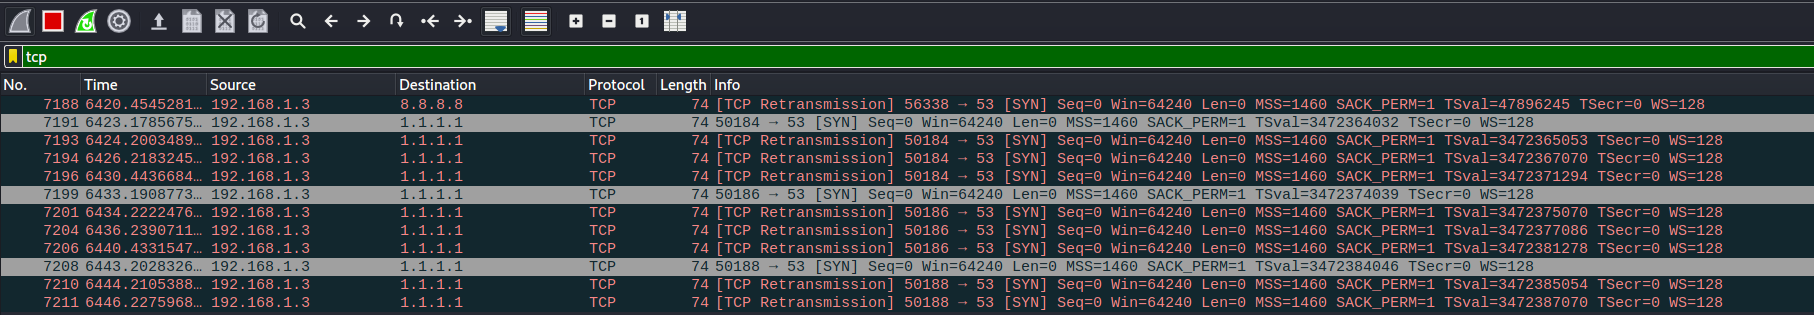 1
tcp
No. Time Source Destination Protocol Length Info
7188 6420.4545281… 192.168.1.3 8.8.8.8 TCP 74 [TCP Retransmission] 56338 → 53 [SYN] Seq=0 Win=64240 Len=0 MSS=1460 SACK_PERM=1 TSval=47896245 TSecr=0 WS=128
7191 6423.1785675… 192.168.1.3 1.1.1.1 TCP 74 50184 → 53 [SYN] Seq=0 Win=64240 Len=0 MSS=1460 SACK_PERM=1 TSval=3472364032 TSecr=0 WS=128
7193 6424.2003489… 192.168.1.3 1.1.1.1 TCP 74 [TCP Retransmission] 50184 → 53 [SYN] Seq=0 Win=64240 Len=0 MSS=1460 SACK_PERM=1 TSval=3472365053 TSecr=0 WS=128
7194 6426.2183245… 192.168.1.3 1.1.1.1 TCP 74 [TCP Retransmission] 50184 → 53 [SYN] Seq=0 Win=64240 Len=0 MSS=1460 SACK_PERM=1 TSval=3472367070 TSecr=0 WS=128
7196 6430.4436684… 192.168.1.3 1.1.1.1 TCP 74 [TCP Retransmission] 50184 → 53 [SYN] Seq=0 Win=64240 Len=0 MSS=1460 SACK_PERM=1 TSval=3472371294 TSecr=0 WS=128
7199 6433.1908773… 192.168.1.3 1.1.1.1 TCP 74 50186 → 53 [SYN] Seq=0 Win=64240 Len=0 MSS=1460 SACK_PERM=1 TSval=3472374039 TSecr=0 WS=128
7201 6434.2222476… 192.168.1.3 1.1.1.1 TCP 74 [TCP Retransmission] 50186 → 53 [SYN] Seq=0 Win=64240 Len=0 MSS=1460 SACK_PERM=1 TSval=3472375070 TSecr=0 WS=128
7204 6436.2390711… 192.168.1.3 1.1.1.1 TCP 74 [TCP Retransmission] 50186 → 53 [SYN] Seq=0 Win=64240 Len=0 MSS=1460 SACK_PERM=1 TSval=3472377086 TSecr=0 WS=128
7206 6440.4331547… 192.168.1.3 1.1.1.1 TCP 74 [TCP Retransmission] 50186 → 53 [SYN] Seq=0 Win=64240 Len=0 MSS=1460 SACK_PERM=1 TSval=3472381278 TSecr=0 WS=128
7208 6443.2028326… 192.168.1.3 1.1.1.1 TCP 74 50188 → 53 [SYN] Seq=0 Win=64240 Len=0 MSS=1460 SACK_PERM=1 TSval=3472384046 TSecr=0 WS=128
7210 6444.2105388… 192.168.1.3 1.1.1.1 TCP 74 [TCP Retransmission] 50188 → 53 [SYN] Seq=0 Win=64240 Len=0 MSS=1460 SACK_PERM=1 TSval=3472385054 TSecr=0 WS=128
7211 6446.2275968… 192.168.1.3 1.1.1.1 TCP 74 [TCP Retransmission] 50188 → 53 [SYN] Seq=0 Win=64240 Len=0 MSS=1460 SACK_PERM=1 TSval=3472387070 TSecr=0 WS=128